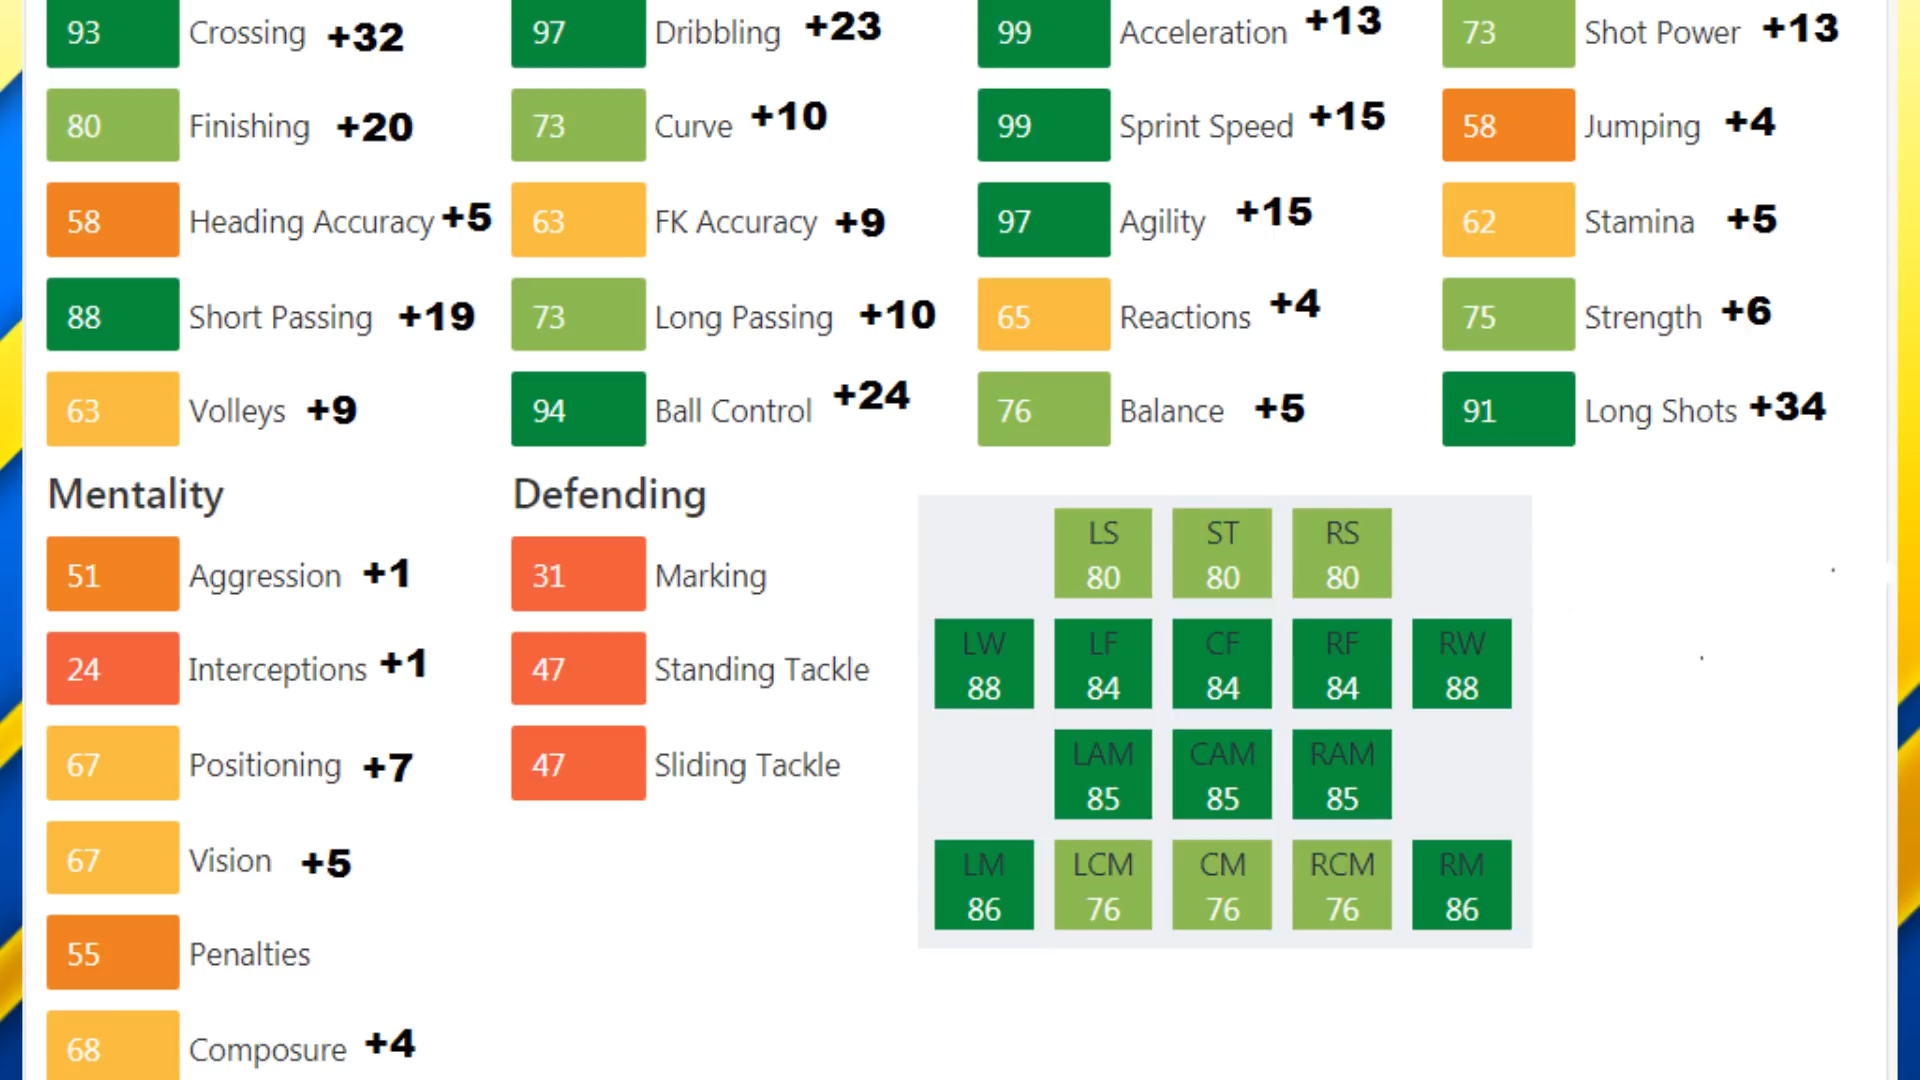 93 Crossing +32 97 Dribbling +23 99 Acceleration +13 73 Shot Power +13
80 Finishing +20 73 Curve +10 99 Sprint Speed +15 58 Jumping +4
58 Heading Accuracy +5 63 FK Accuracy +9 97 Agility +15 62 Stamina +5
88 Short Passing +19 73 Long Passing +10 65 Reactions +4 75 Strength +6
63 Volleys +9 94 Ball Control +24 76 Balance +5 91 Long Shots +34
Mentality Defending
51 Aggression +1 31 Marking
24 Interceptions +1 47 Standing Tackle
67 Positioning +7 47 Sliding Tackle
67 Vision +5
55 Penalties
68 Composure +4
LS ST RS
80 80 80
LW LF CF RF RW
88 84 84 84 88
LAM CAM RAM
85 85 85
LM LCM CM RCM RM
86 76 76 76 86